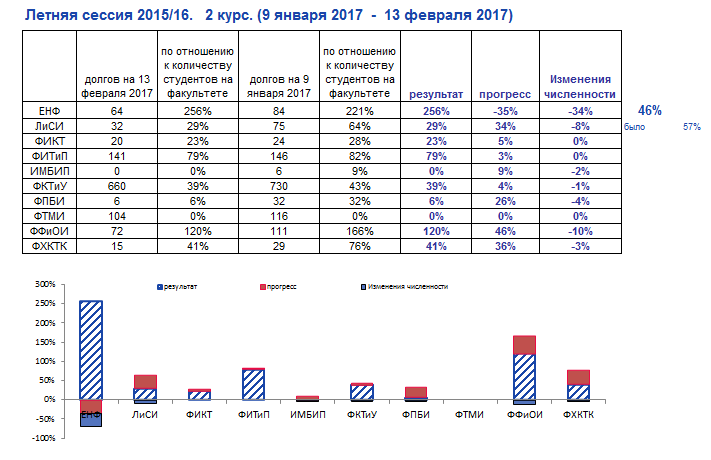 Летняя сессия 2015/16. 2 курс. (9 января 2017 - 13 февраля 2017)
долгов на 13 февраля 2017 по отношению к количеству студентов на факультете долгов на 9 января 2017 по отношению к количеству студентов на факультете результат прогресс Изменения численности
ЕНФ 64 256% 84 221% 256% -35% -34% 46%
ЛиСИ 32 29% 75 64% 29% 34% -8% было 57%
ФИКТ 20 23% 24 28% 23% 5% 0%
ФИТиП 141 79% 146 82% 79% 3% 0%
ИМБИП 0 0% 6 9% 0% 9% -2%
ФКТиУ 660 39% 730 43% 39% 4% -1%
ФПБИ 6 6% 32 32% 6% 26% -4%
ФТМИ 104 0% 116 0% 0% 0% 0%
ФФиОИ 72 120% 111 166% 120% 46% -10%
ФХКТК 15 41% 29 76% 41% 36% -3%
300%
результат прогресс Изменения численности
250%
200%
150%
100%
50%
0%
ЕНФ ЛиСИ ФИКТ ФИТиП ИМБИП ФКТиУ ФПБИ ФТМИ ФФиОИ ФХКТК
-50%
-100%